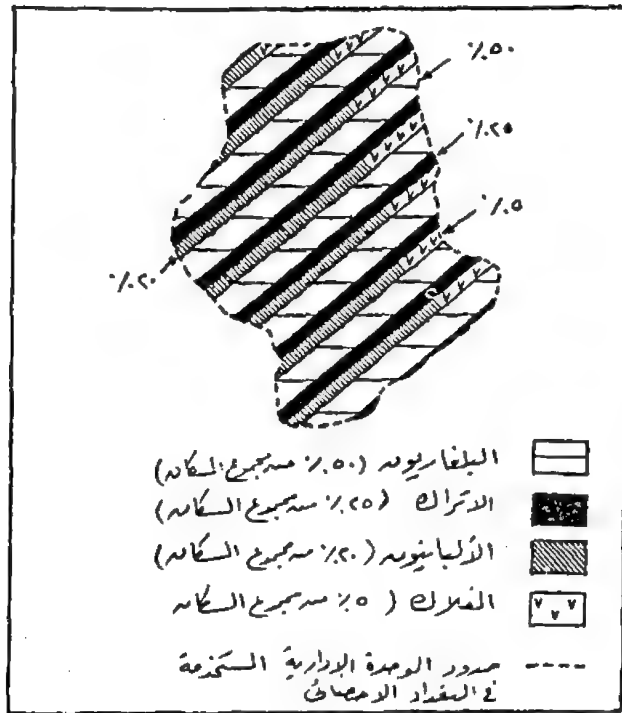 ٪٥٠
٪٢٥
٪٥
٪٢٠
البلغاريون (٥٠٪ من مجموع السكان)
الاتراك (٢٥٪ من مجموع السكان)
الألبانيون (٢٠٪ من مجموع السكان)
الفلاك (٥٪ من مجموع السكان
حدود الوحدة الإدارية المستخدمة
في التعداد الاحصائى